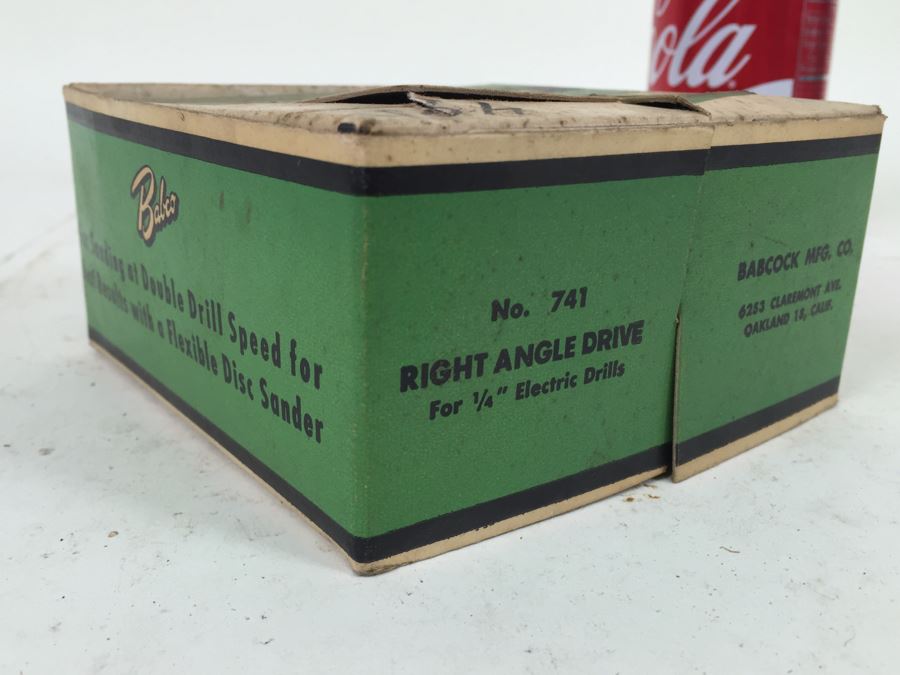 ola
Babco
Sanding at Double Drill Speed for
Results with a Flexible Disc Sander
No. 741
RIGHT ANGLE DRIVE
For 1/4" Electric Drills
BABCOCK MFG. CO.
6253 CLAREMONT AVE.
OAKLAND 18, CALIF.